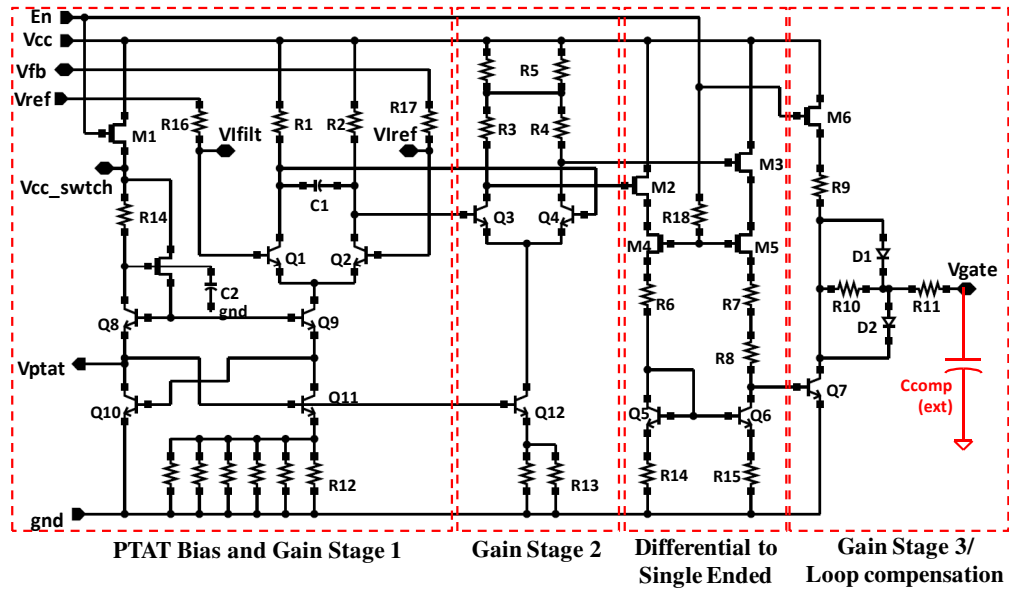 En
Vcc
Vfb
Vref
R16
VIfilt
R1
R2
R17
VIref
R5
R3
R4
M1
Vcc_swtch
R14
C1
Q1
Q2
C2
gnd
Q8
Q9
Vptat
Q10
Q11
R12
gnd
Q3
Q4
Q12
R13
M2
M3
R18
M4
M5
R6
R7
R8
Q5
Q6
R14
R15
M6
R9
D1
R10
R11
Vgate
D2
Q7
Ccomp
(ext)
PTAT Bias and Gain Stage 1
Gain Stage 2
Differential to
Single Ended
Gain Stage 3/
Loop compensation